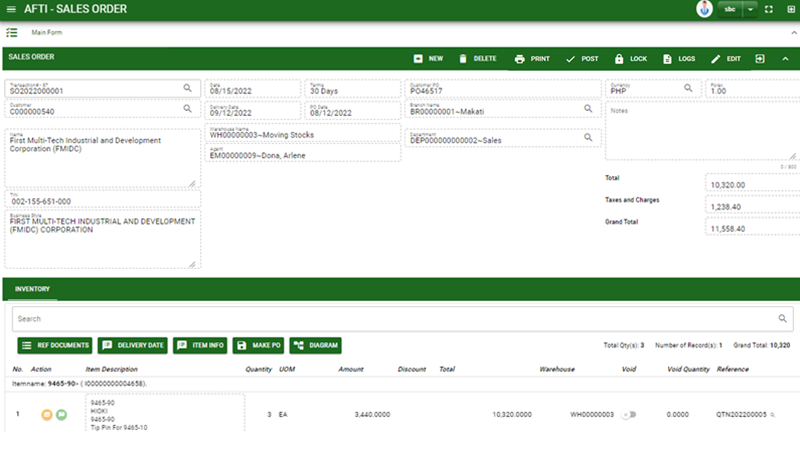 AFTI - SALES ORDER
sbc
Main Form
SALES ORDER
NEW
DELETE
PRINT
POST
LOCK
LOGS
EDIT
Transaction# - ET
SO2022000001
Date
08/15/2022
Terms
30 Days
Customer PO
PO46517
Currency
PHP
Forex
1.00
Customer
C000000540
Delivery Date
09/12/2022
PO Date
08/12/2022
Branch Name
BR00000001~Makati
Notes
Name
First Multi-Tech Industrial and Development
Corporation (FMIDC)
Warehouse Name
WH00000003~Moving Stocks
Department
DEP000000000002~Sales
Agent
EM00000009~Dona, Arlene
0 / 500
Total
10,320.00
TIN
002-155-651-000
Taxes and Charges
1,238.40
Business Style
FIRST MULTI-TECH INDUSTRIAL AND DEVELOPMENT
(FMIDC) CORPORATION
Grand Total
11,558.40
INVENTORY
Search
REF DOCUMENTS
DELIVERY DATE
ITEM INFO
MAKE PO
DIAGRAM
Total Qty(s): 3
Number of Record(s): 1
Grand Total: 10,320
No. Action Item Description Quantity UOM Amount Discount Total Warehouse Void Void Quantity Reference
Itemname: 9465-90~ ( I00000000004658).
1
9465-90
HIOKI
9465-90
Tip Pin For 9465-10
3 EA 3,440.0000 10,320.0000 WH00000003 0.0000 QTN202200005